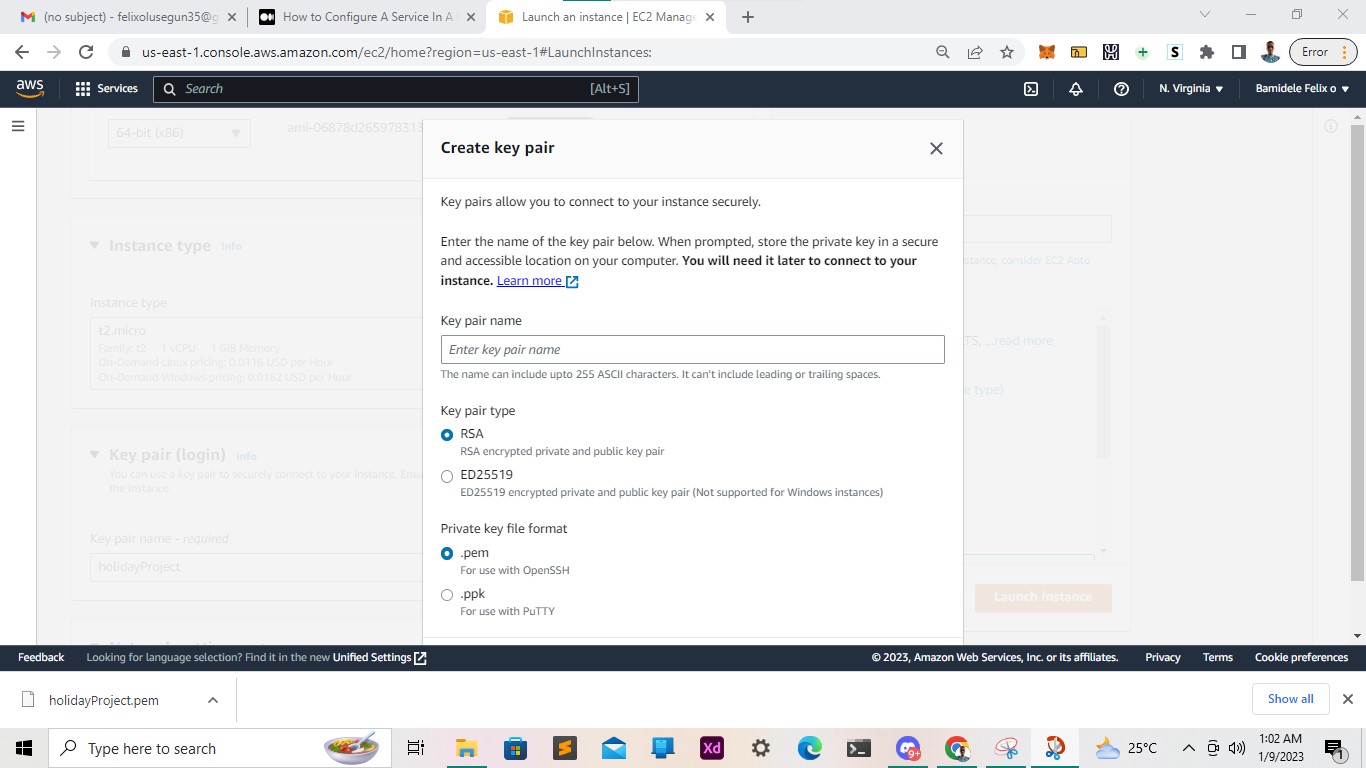 (no subject) - felixolusegun35@g
How to Configure A Service In A
Launch an instance | EC2 Manage
us-east-1.console.aws.amazon.com/ec2/home?region=us-east-1#LaunchInstances:
Error
aws
Services
Search
[Alt+S]
N. Virginia
Bamidele Felix o
64-bit (x86)
ami-06878d265978313
Create key pair
Key pairs allow you to connect to your instance securely.
Enter the name of the key pair below. When prompted, store the private key in a secure
and accessible location on your computer. You will need it later to connect to your
instance. Learn more
Key pair name
Enter key pair name
The name can include upto 255 ASCII characters. It can't include leading or trailing spaces.
Key pair type
RSA
RSA encrypted private and public key pair
ED25519
ED25519 encrypted private and public key pair (Not supported for Windows instances)
Private key file format
.pem
For use with OpenSSH
.ppk
For use with PuTTY
Instance type Info
Instance type
t2.micro
Family: t2 1 vCPU 1 GiB Memory
On-Demand Linux pricing: 0.0116 USD per Hour
On-Demand Windows pricing: 0.0162 USD per Hour
Key pair (login) Info
You can use a key pair to securely connect to your instance. Ensu
the instance.
Key pair name - required
holidayProject
stance, consider EC2 Auto
TS, ...read more
e type)
Launch instance
Feedback
Looking for language selection? Find it in the new Unified Settings
© 2023, Amazon Web Services, Inc. or its affiliates.
Privacy
Terms
Cookie preferences
holidayProject.pem
Show all
Type here to search
Xd
9+
25°C
1:02 AM
1/9/2023
1